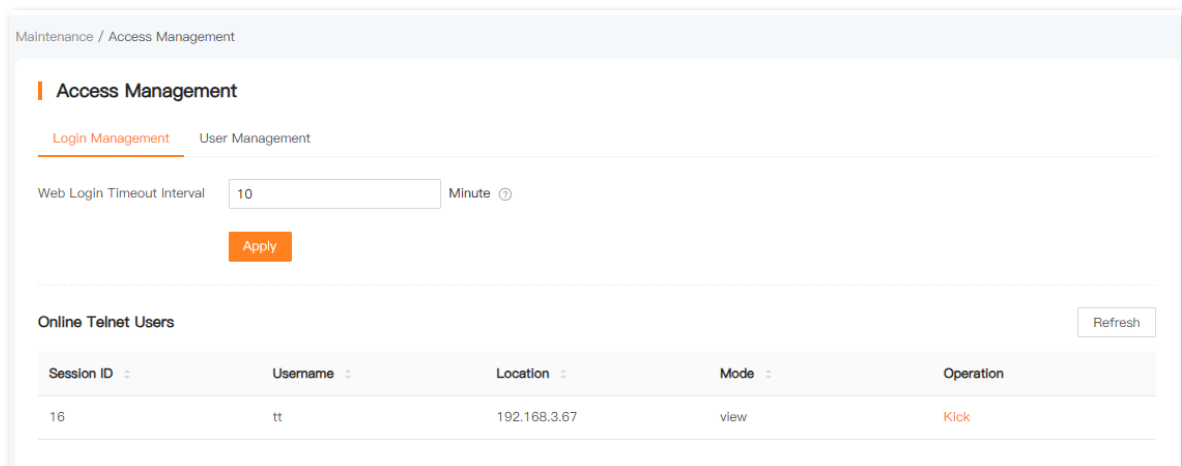 Maintenance / Access Management
Access Management
Login Management User Management
Web Login Timeout Interval 10 Minute
Apply
Online Telnet Users Refresh
Session ID Username Location Mode Operation
16 tt 192.168.3.67 view Kick